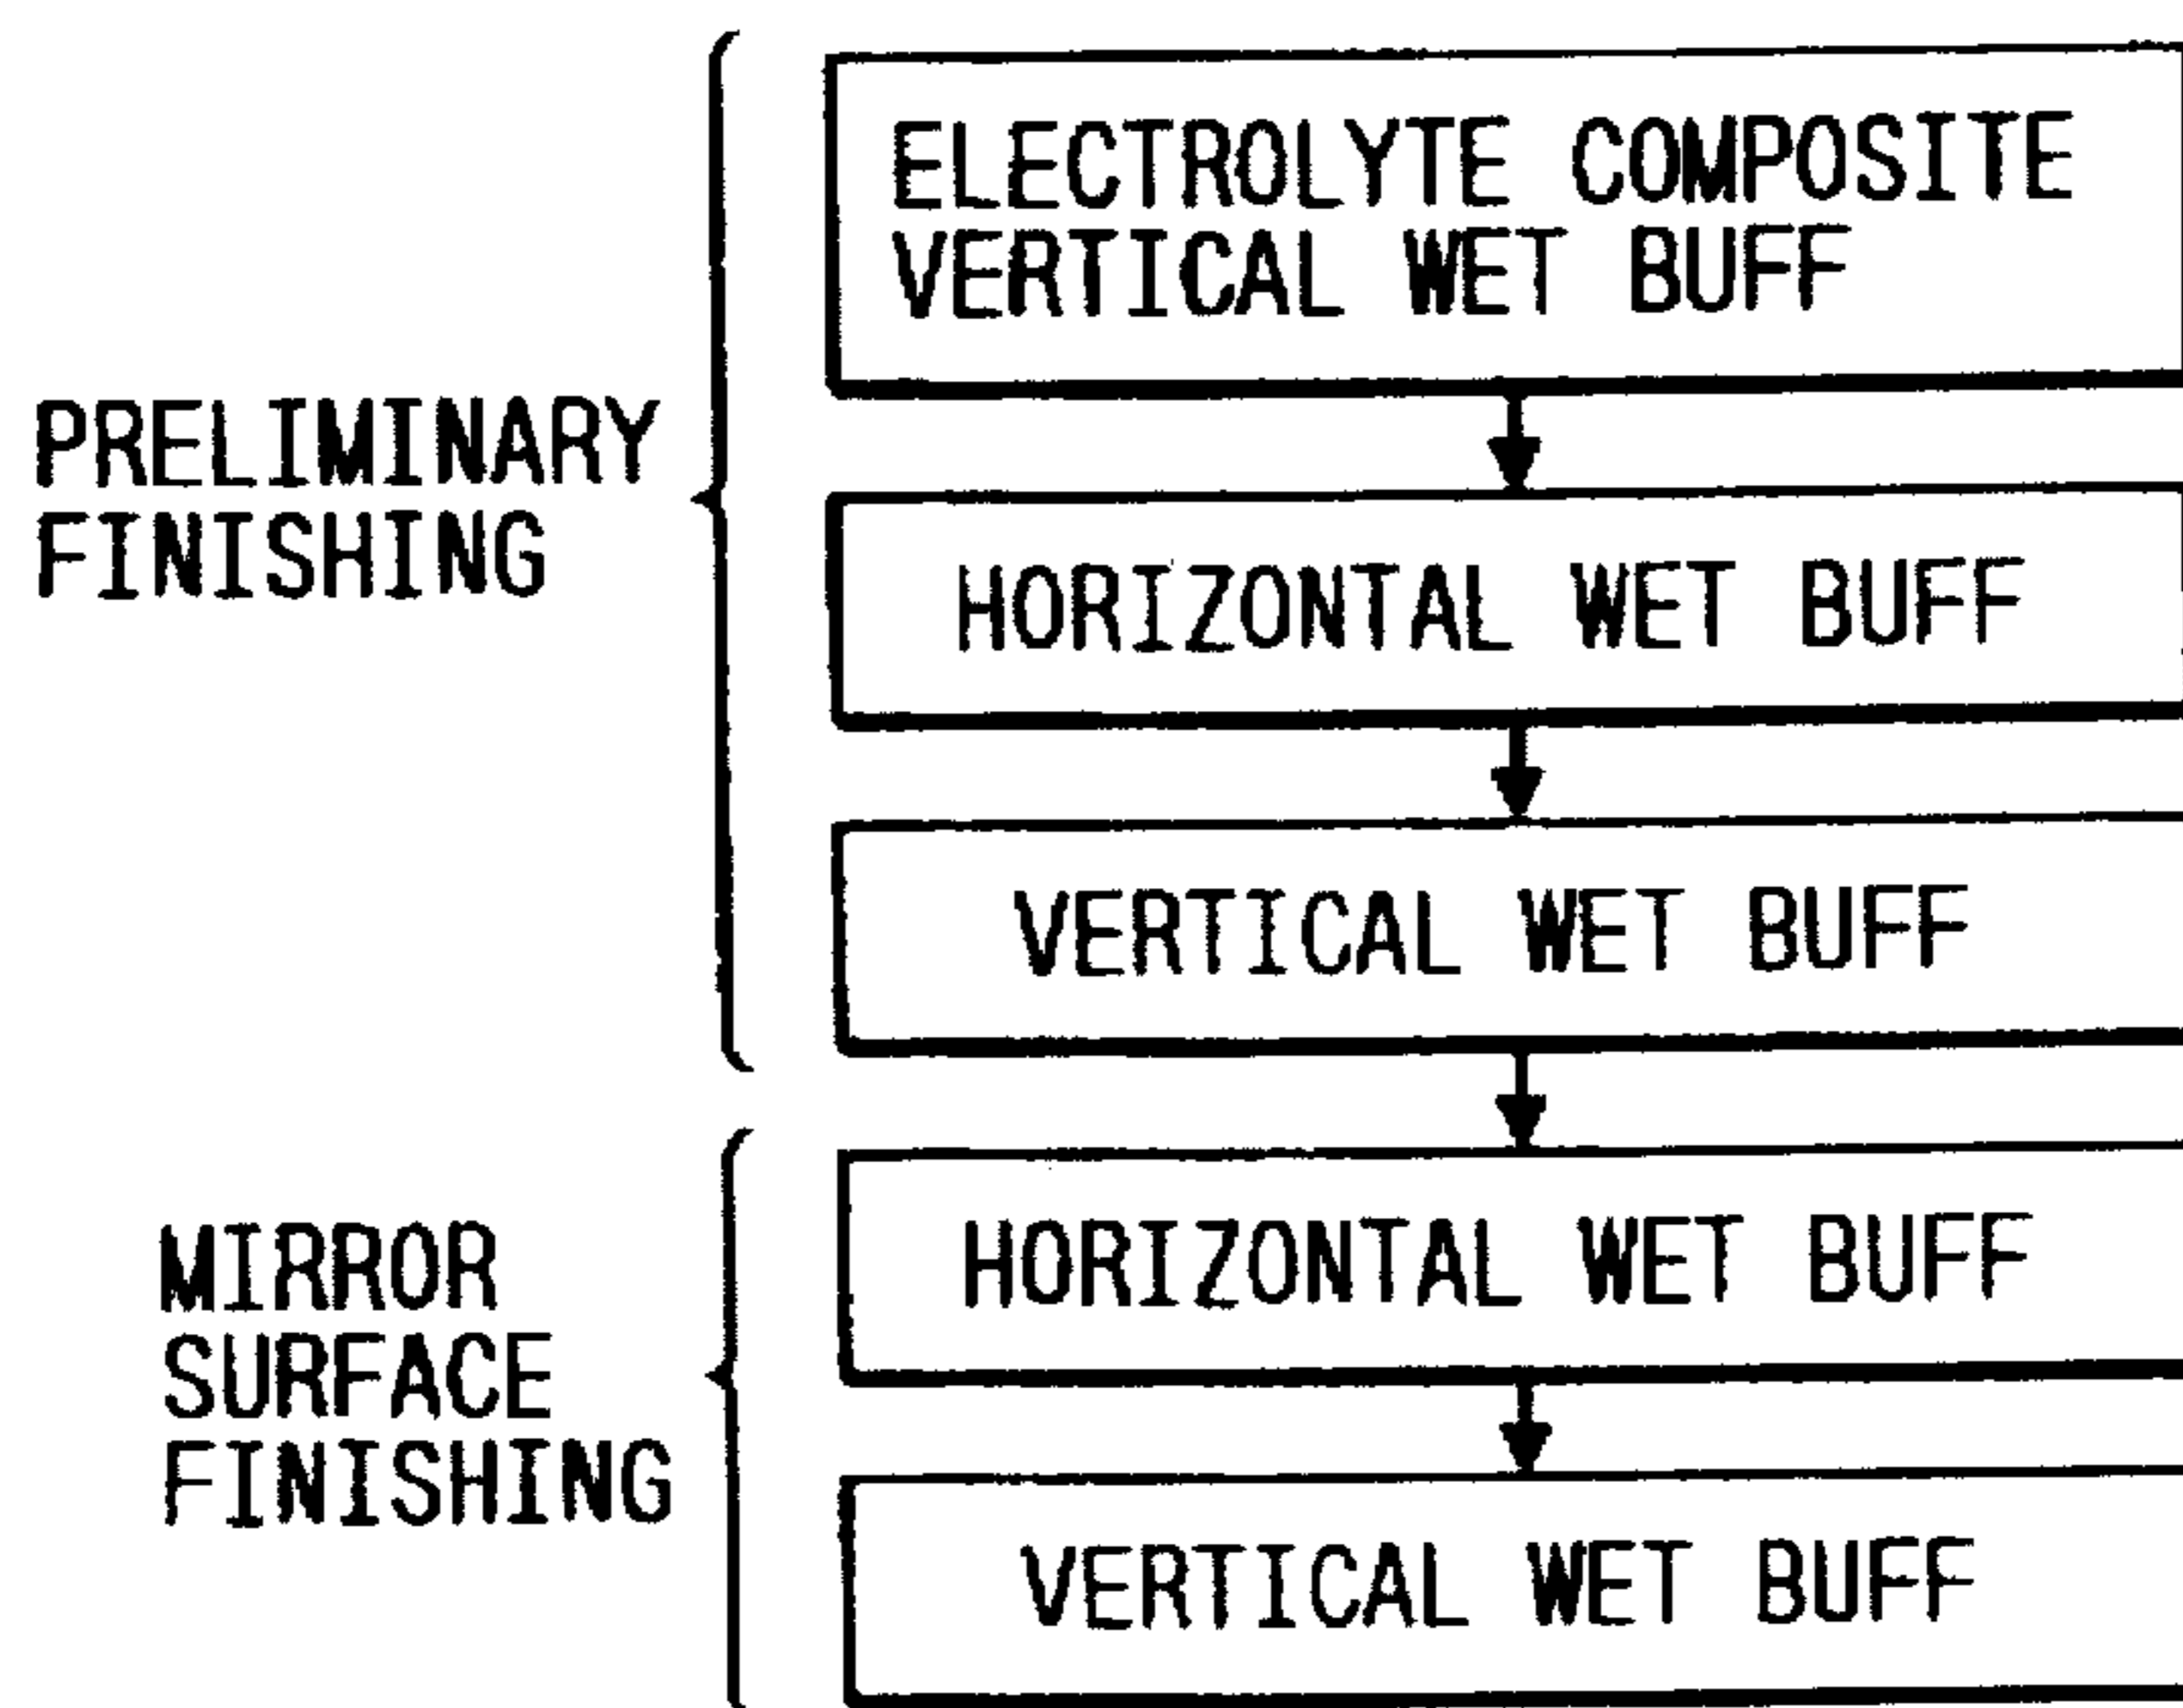 PRELIMINARY
FINISHING
ELECTROLYTE COMPOSITE
VERTICAL WET BUFF
HORIZONTAL WET BUFF
VERTICAL WET BUFF
MIRROR
SURFACE
FINISHING
HORIZONTAL WET BUFF
VERTICAL WET BUFF